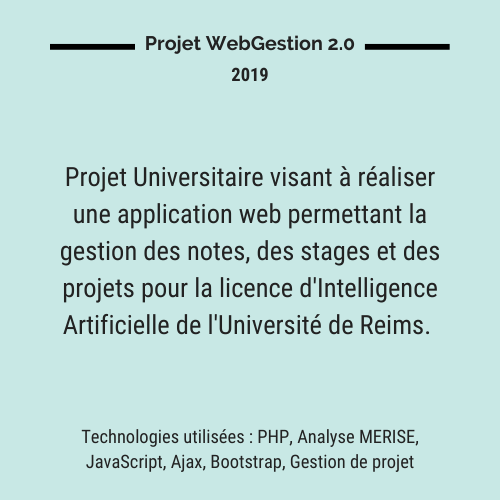 Projet WebGestion 2.0
2019
Projet Universitaire visant à réaliser
une application web permettant la
gestion des notes, des stages et des
projets pour la licence d'Intelligence
Artificielle de l'Université de Reims.
Technologies utilisées : PHP, Analyse MERISE,
JavaScript, Ajax, Bootstrap, Gestion de projet